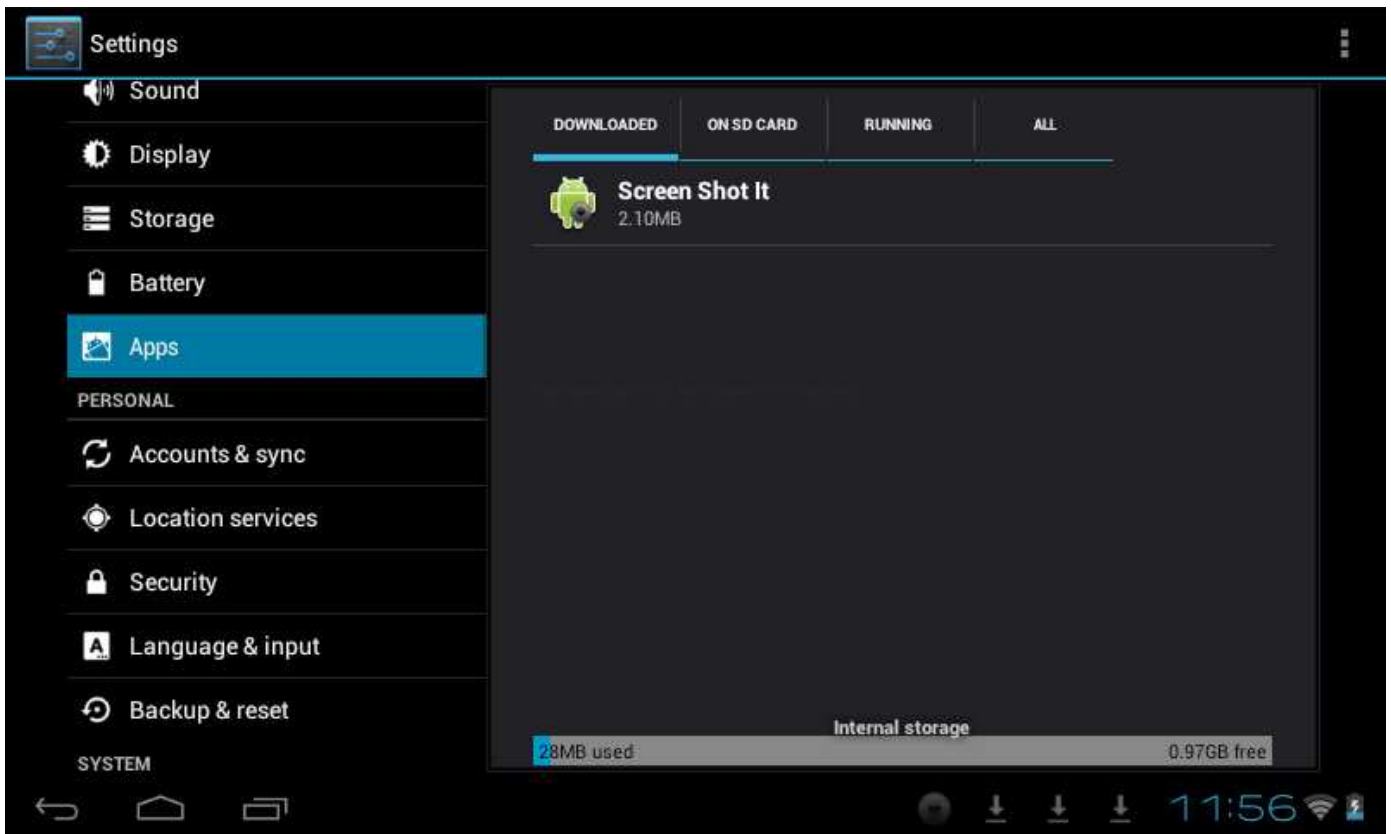 Settings
Sound
Display
Storage
Battery
Apps
PERSONAL
Accounts & sync
Location services
Security
Language & input
Backup & reset
SYSTEM
DOWNLOADED ON SD CARD RUNNING ALL
Screen Shot It
2.10MB
Internal storage
28MB used 0.97GB free
11:56